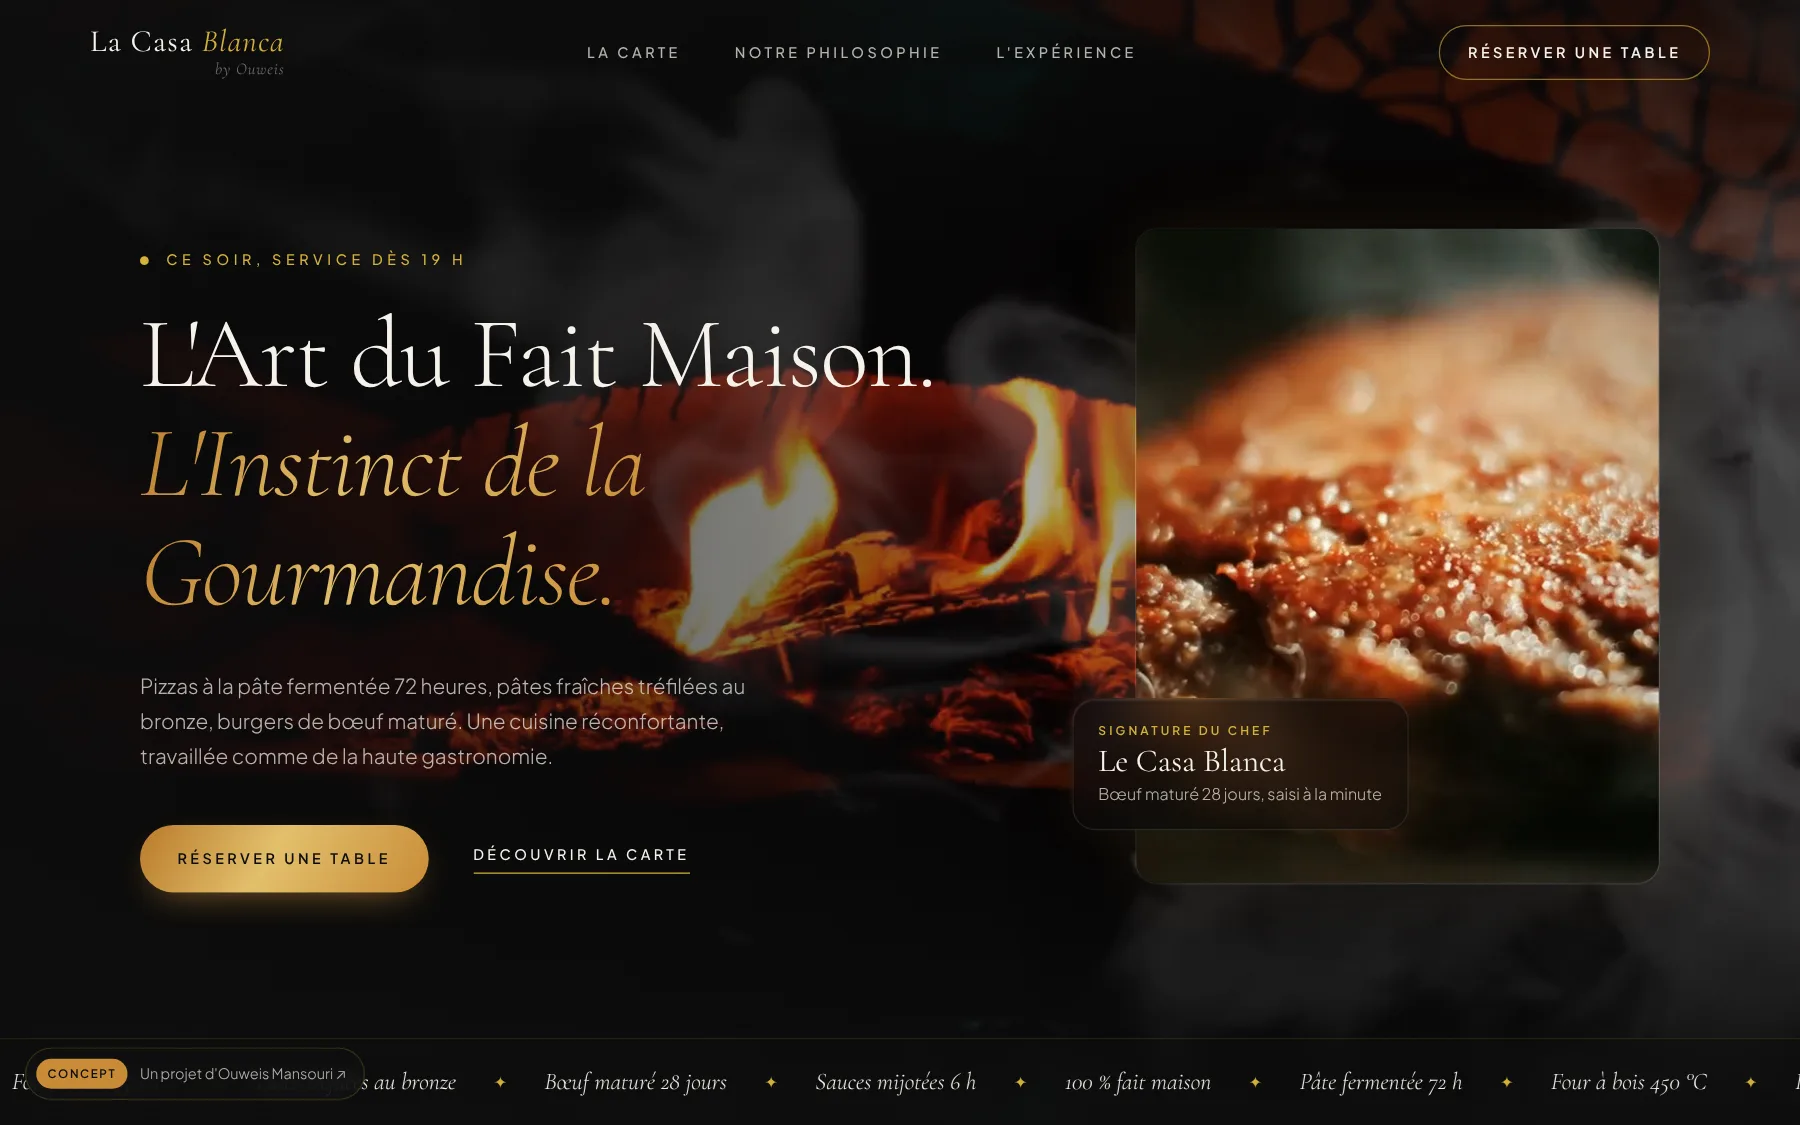 La Casa Blanca
by Ouweis
LA CARTE
NOTRE PHILOSOPHIE
L'EXPÉRIENCE
RÉSERVER UNE TABLE
CE SOIR, SERVICE DÈS 19 H
L'Art du Fait Maison.
L'Instinct de la
Gourmandise.
Pizzas à la pâte fermentée 72 heures, pâtes fraîches tréfilées au
bronze, burgers de bœuf maturé. Une cuisine réconfortante,
travaillée comme de la haute gastronomie.
RÉSERVER UNE TABLE
DÉCOUVRIR LA CARTE
SIGNATURE DU CHEF
Le Casa Blanca
Bœuf maturé 28 jours, saisi à la minute
CONCEPT
Un projet d'Ouweis Mansouri ↗
au bronze ✦ Bœuf maturé 28 jours ✦ Sauces mijotées 6 h ✦ 100 % fait maison ✦ Pâte fermentée 72 h ✦ Four à bois 450 °C ✦